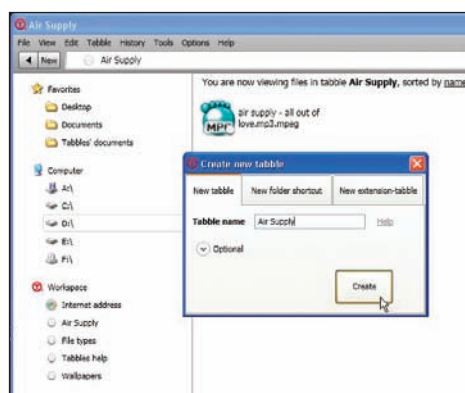 Air Supply
File View Edit Tabble History Tools Options Help
New Air Supply
Favorites
Desktop
Documents
Tabbles' documents
Computer
A:\
C:\
D:\
E:\
F:\
Workspace
Internet address
Air Supply
File types
Tabbles help
Wallpapers
You are now viewing files in tabble Air Supply, sorted by name
air supply - all out of
love.mp3.mpeg
Create new tabble
New tabble New folder shortcut New extension-tabble
Tabble name Air Supply Help
Optional
Create